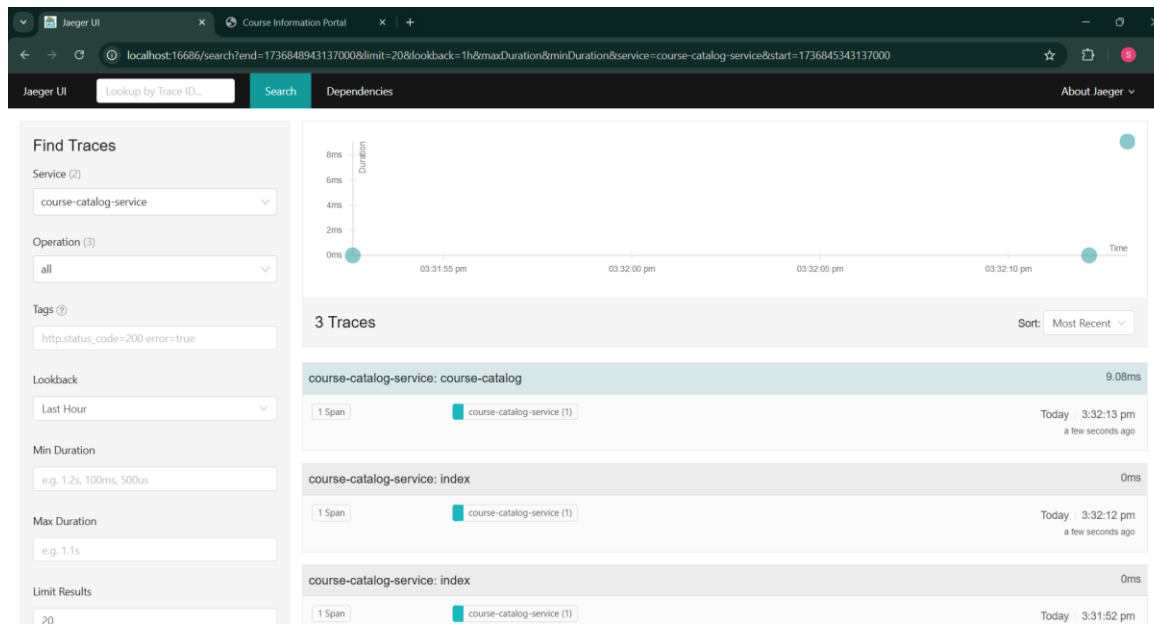 Jaeger UI
Course Information Portal
localhost:16686/search?end=1736848943137000&limit=20&lookback=1h&maxDuration&minDuration&service=course-catalog-service&start=1736845343137000
S
Jaeger UI
Lookup by Trace ID...
Search
Dependencies
About Jaeger
Find Traces
Service (2)
course-catalog-service
Operation (3)
all
Tags
http.status_code=200 error=true
Lookback
Last Hour
Min Duration
e.g. 1.2s, 100ms, 500us
Max Duration
e.g. 1.1s
Limit Results
20
Duration
8ms
6ms
4ms
2ms
0ms
Time
03:31:55 pm 03:32:00 pm 03:32:05 pm 03:32:10 pm
3 Traces
Sort: Most Recent
course-catalog-service: course-catalog 9.08ms
1 Span course-catalog-service (1) Today 3:32:13 pm
a few seconds ago
course-catalog-service: index 0ms
1 Span course-catalog-service (1) Today 3:32:12 pm
a few seconds ago
course-catalog-service: index 0ms
1 Span course-catalog-service (1) Today 3:31:52 pm